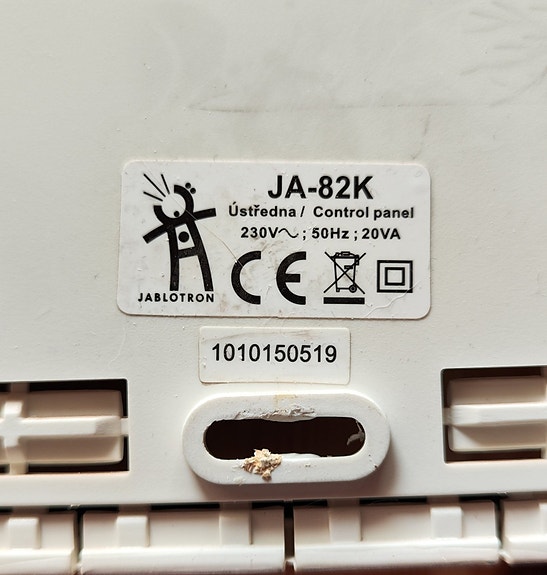 JA-82K
Ústředna / Control panel
230V～; 50Hz ; 20VA
JABLOTRON
CE
1010150519